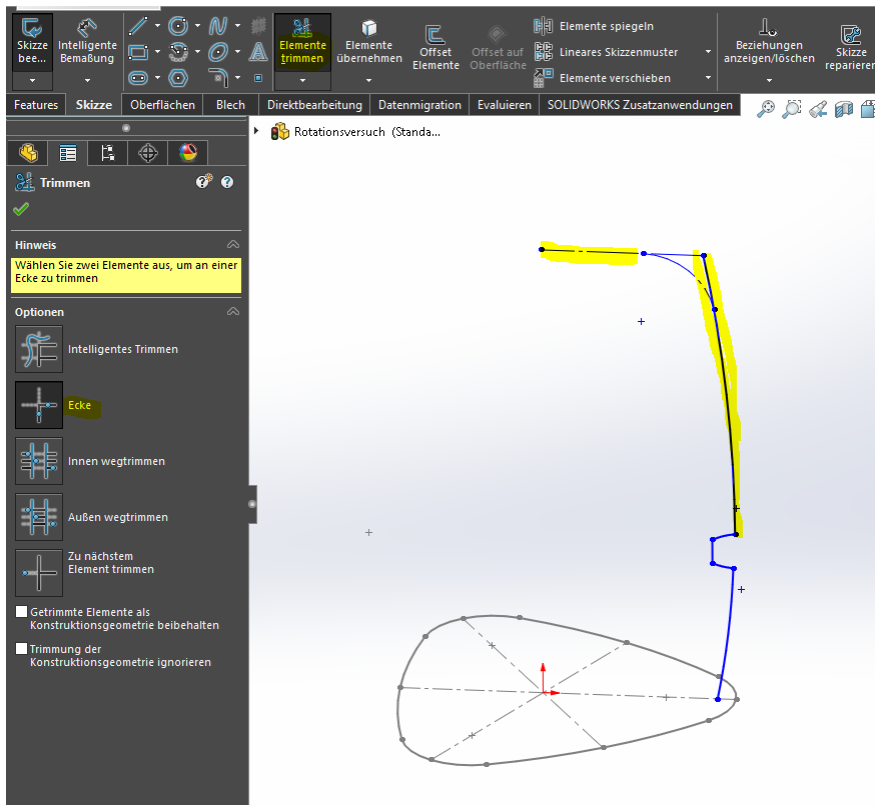 Skizze
bee...
Intelligente
Bemaßung
Elemente
trimmen
Elemente
übernehmen
Offset
Elemente
Offset auf
Oberfläche
Elemente spiegeln
Lineares Skizzenmuster
Elemente verschieben
Beziehungen
anzeigen/löschen
Skizze
reparieren
Features
Skizze
Oberflächen
Blech
Direktbearbeitung
Datenmigration
Evaluieren
SOLIDWORKS Zusatzanwendungen
Rotationsversuch (Standa...
Trimmen
Hinweis
Wählen Sie zwei Elemente aus, um an einer
Ecke zu trimmen
Optionen
Intelligentes Trimmen
Ecke
Innen wegtrimmen
Außen wegtrimmen
Zu nächstem
Element trimmen
Getrimmte Elemente als
Konstruktionsgeometrie beibehalten
Trimmung der
Konstruktionsgeometrie ignorieren